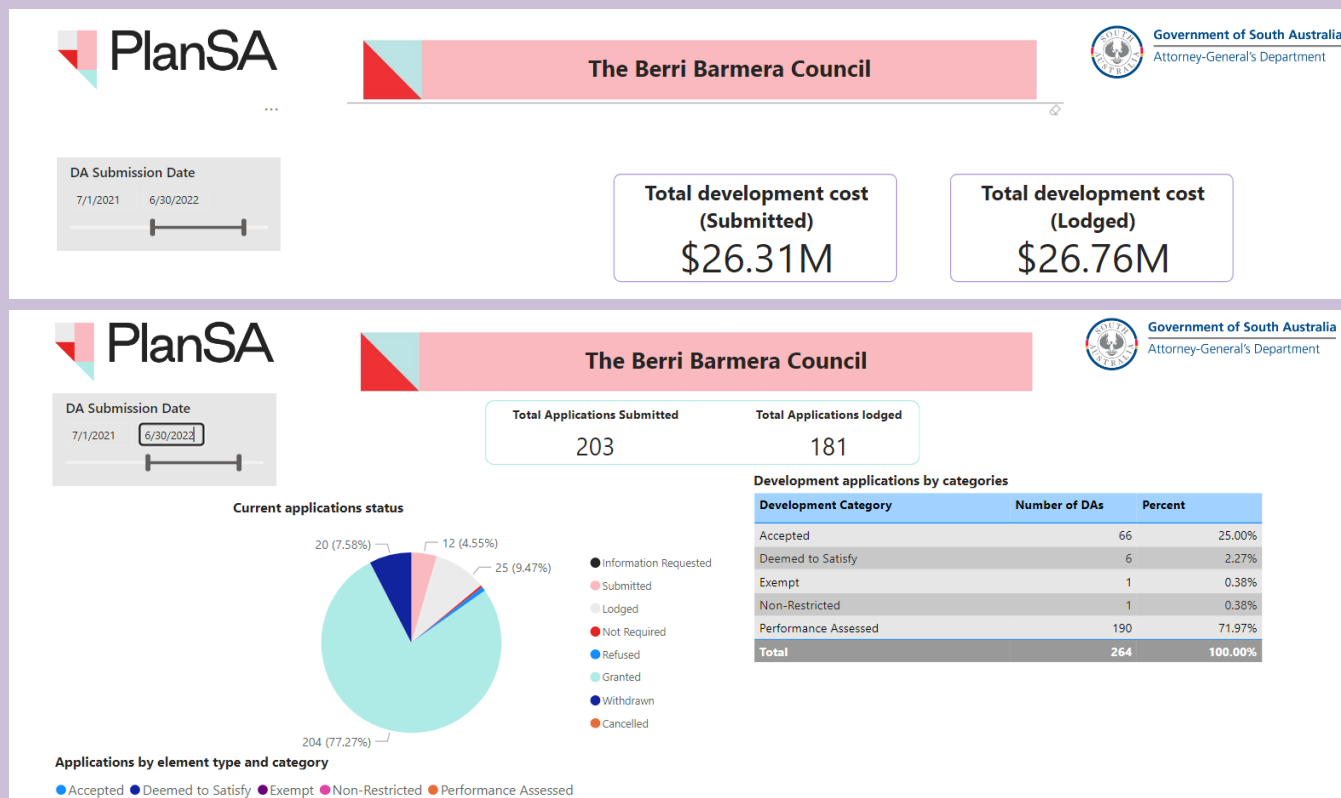 PlanSA
The Berri Barmera Council
Government of South Australia
Attorney-General's Department
SOUTH
AUSTRALIA
...
DA Submission Date
7/1/2021 6/30/2022
Total development cost
(Submitted)
$26.31M
Total development cost
(Lodged)
$26.76M
PlanSA
The Berri Barmera Council
Government of South Australia
Attorney-General's Department
SOUTH
AUSTRALIA
DA Submission Date
7/1/2021 6/30/2022
Total Applications Submitted Total Applications lodged
203 181
Current applications status
20 (7.58%) 12 (4.55%)
25 (9.47%)
204 (77.27%)
Information Requested
Submitted
Lodged
Not Required
Refused
Granted
Withdrawn
Cancelled
Development applications by categories
Development Category Number of DAs Percent
Accepted 66 25.00%
Deemed to Satisfy 6 2.27%
Exempt 1 0.38%
Non-Restricted 1 0.38%
Performance Assessed 190 71.97%
Total 264 100.00%
Applications by element type and category
Accepted Deemed to Satisfy Exempt Non-Restricted Performance Assessed